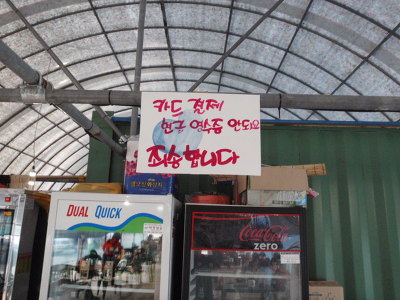 카드 결제
현금 영수증 안되요
죄송합니다
DUAL QUICK
Coca-Cola
zero